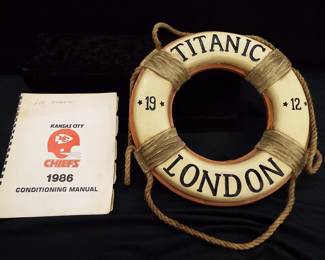 KANSAS CITY
CHIEFS
1986
CONDITIONING MANUAL
TITANIC
★ 19 ★
★ 12 ★
LONDON